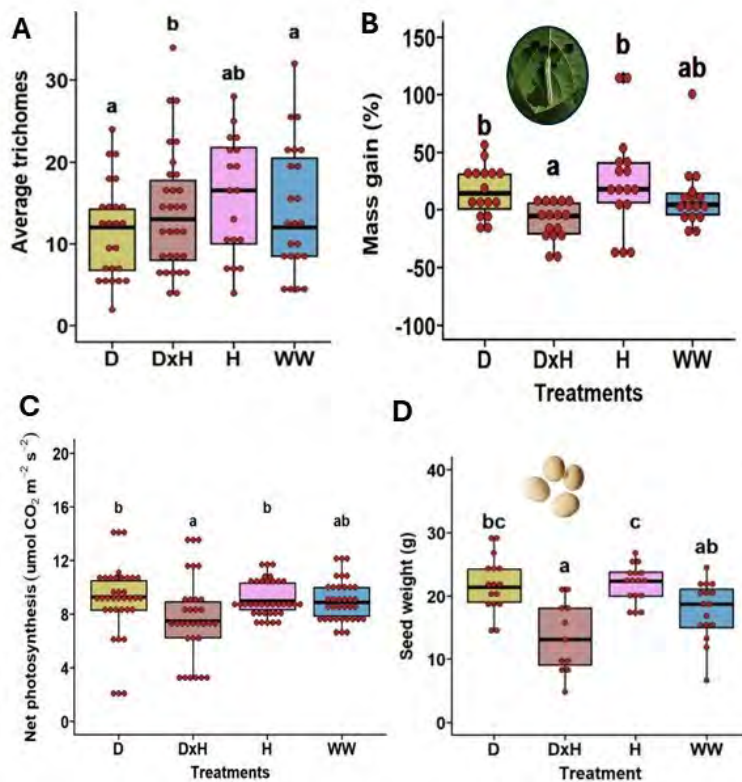 A
Average trichomes
30
20
10
0
a
b
ab
a
D
DxH
H
WW
B
Mass gain (%)
150
100
50
0
-50
-100
b
a
b
ab
D
DxH
H
WW
Treatments
C
Net photosynthesis (umol CO₂ m⁻² s⁻²)
20
16
12
8
4
0
b
a
b
ab
D
DxH
H
WW
Treatments
D
Seed weight (g)
40
30
20
10
0
bc
a
c
ab
D
DxH
H
WW
Treatment